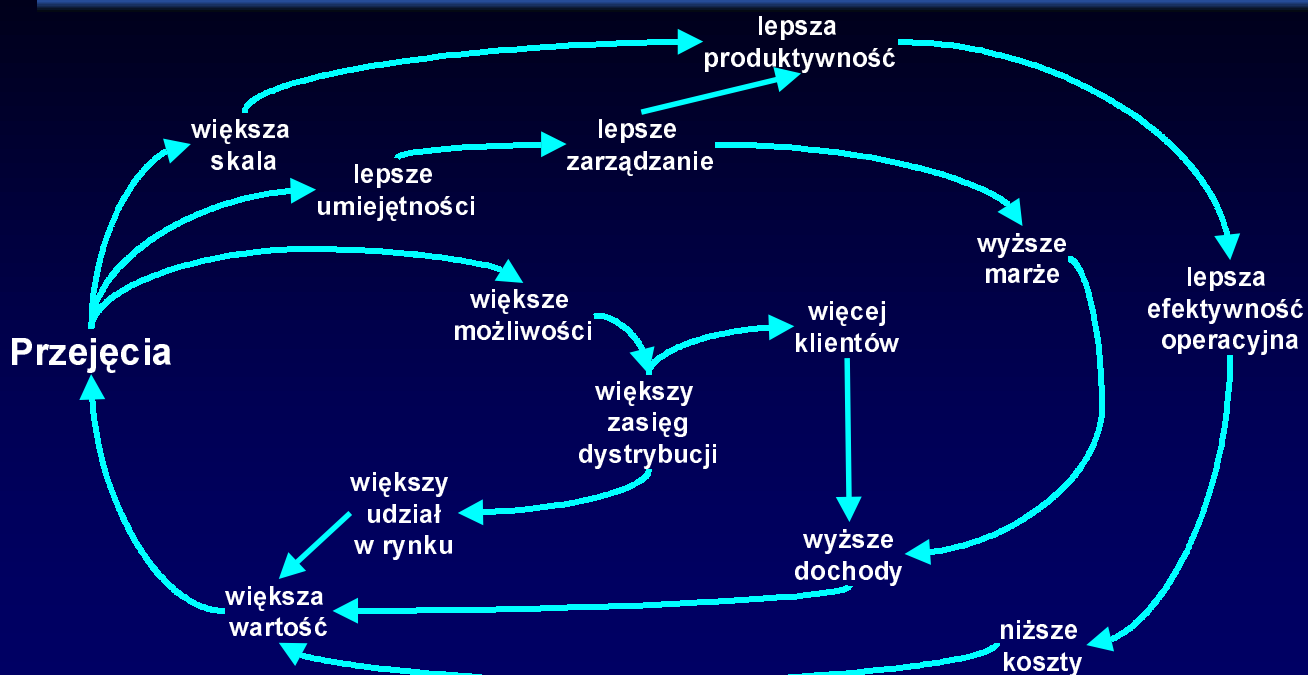 lepsza
produktywność
większa
skala
lepsze
zarządzanie
lepsze
umiejętności
wyższe
marże
lepsza
efektywność
operacyjna
większe
możliwości
więcej
klientów
Przejęcia
większy
zasięg
dystrybucji
większy
udział
w rynku
wyższe
dochody
większa
wartość
niższe
koszty